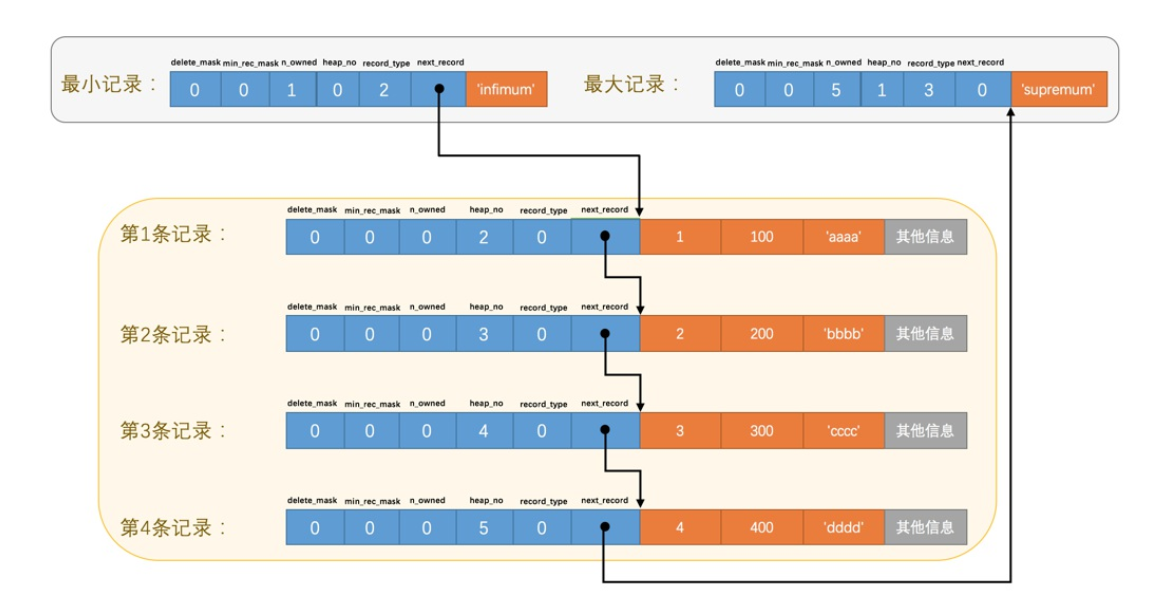 delete_mask min_rec_mask n_owned heap_no record_type next_record
最小记录： 0 0 1 0 2 'infimum'
delete_mask min_rec_mask n_owned heap_no record_type next_record
最大记录： 0 0 5 1 3 0 'supremum'
delete_mask min_rec_mask n_owned heap_no record_type next_record
第1条记录： 0 0 0 2 0 1 100 'aaaa' 其他信息
delete_mask min_rec_mask n_owned heap_no record_type next_record
第2条记录： 0 0 0 3 0 2 200 'bbbb' 其他信息
delete_mask min_rec_mask n_owned heap_no record_type next_record
第3条记录： 0 0 0 4 0 3 300 'cccc' 其他信息
delete_mask min_rec_mask n_owned heap_no record_type next_record
第4条记录： 0 0 0 5 0 4 400 'dddd' 其他信息